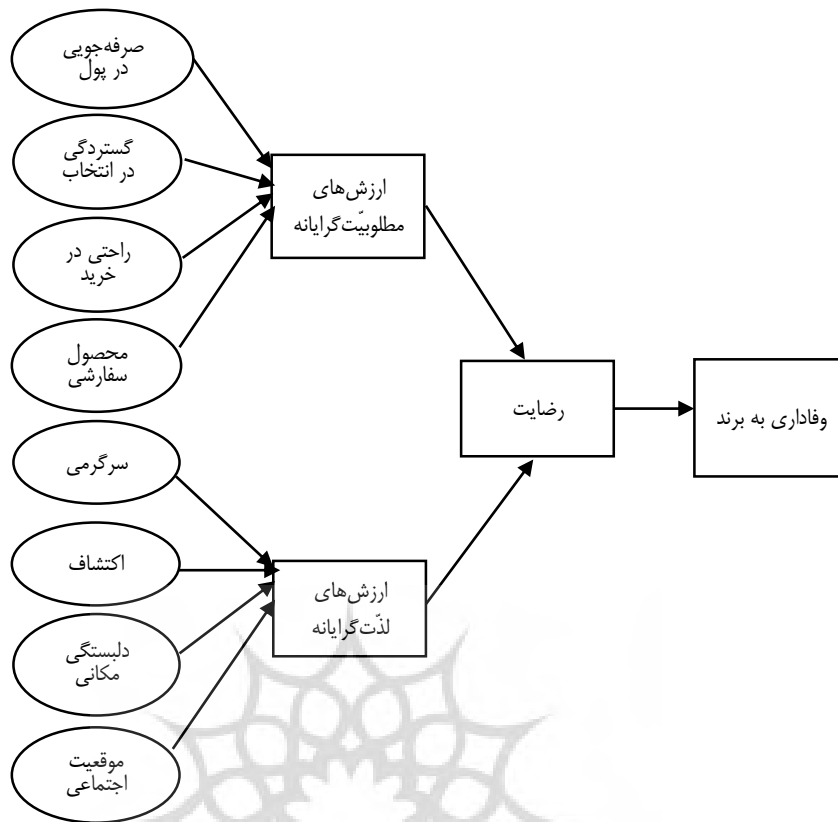 صرفه‌جویی
در پول
گستردگی
در انتخاب
راحتی در
خرید
محصول
سفارشی
سرگرمی
اکتشاف
دلبستگی
مکانی
موقعیت
اجتماعی
ارزش‌های
مطلوبیّت‌گرایانه
ارزش‌های
لذّت‌گرایانه
رضایت
وفاداری به برند